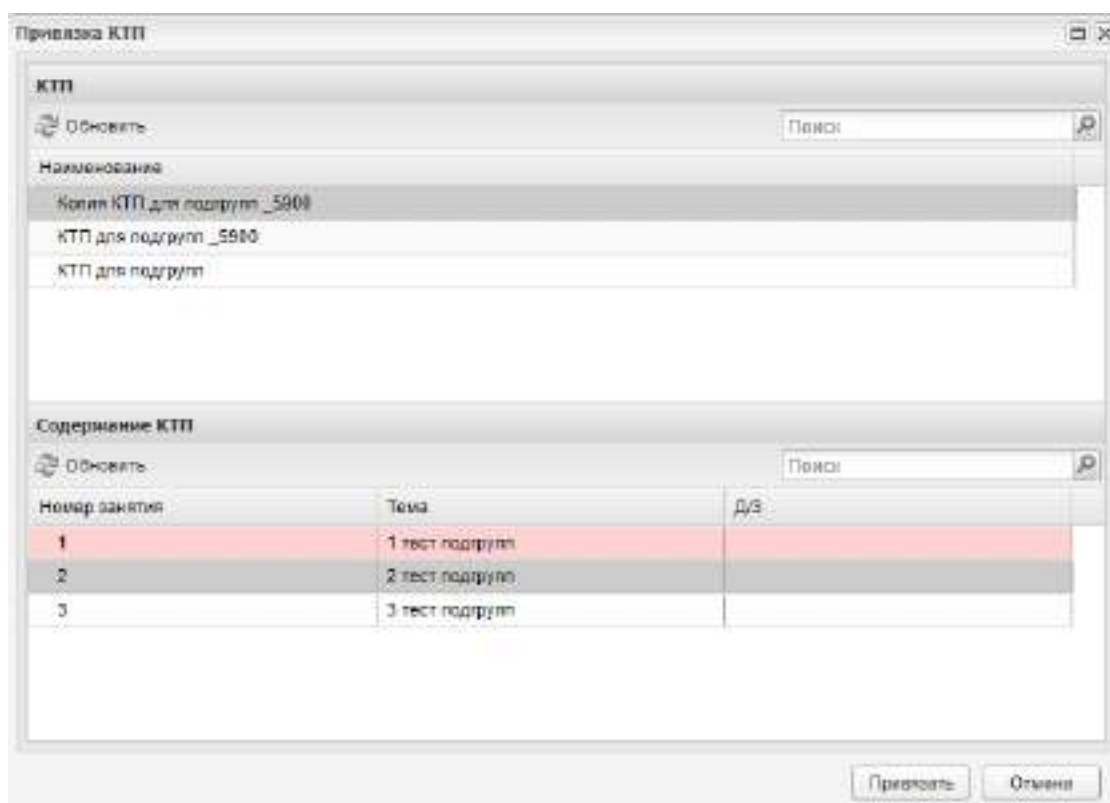 Привязка КТП
КТП
Обновить Поиск
Наименование
Копия КТП для подгрупп _5900
КТП для подгрупп _5900
КТП для подгрупп
Содержание КТП
Обновить Поиск
Номер занятия Тема Д/З
1 1 тест подгрупп
2 2 тест подгрупп
3 3 тест подгрупп
Привязать Отмена